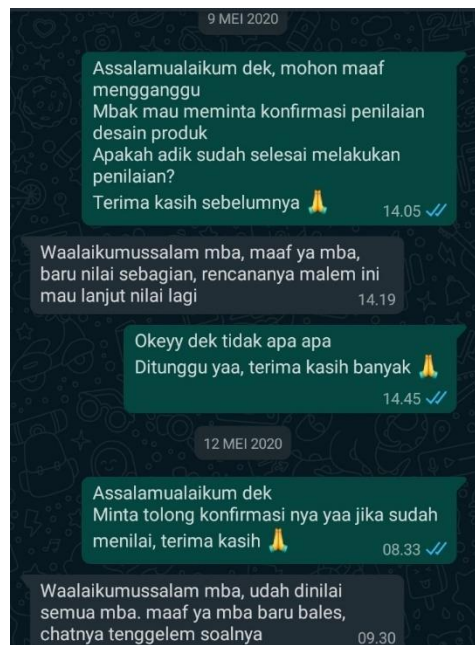 9 MEI 2020
Assalamualaikum dek, mohon maaf
mengganggu
Mbak mau meminta konfirmasi penilaian
desain produk
Apakah adik sudah selesai melakukan
penilaian?
Terima kasih sebelumnya 🙏
14.05
Waalaikumussalam mba, maaf ya mba,
baru nilai sebagian, rencananya malem ini
mau lanjut nilai lagi
14.19
Okeyy dek tidak apa apa
Ditunggu yaa, terima kasih banyak 🙏
14.45
12 MEI 2020
Assalamualaikum dek
Minta tolong konfirmasi nya yaa jika sudah
menilai, terima kasih 🙏
08.33
Waalaikumussalam mba, udah dinilai
semua mba. maaf ya mba baru bales,
chatnya tenggelem soalnya
09.30